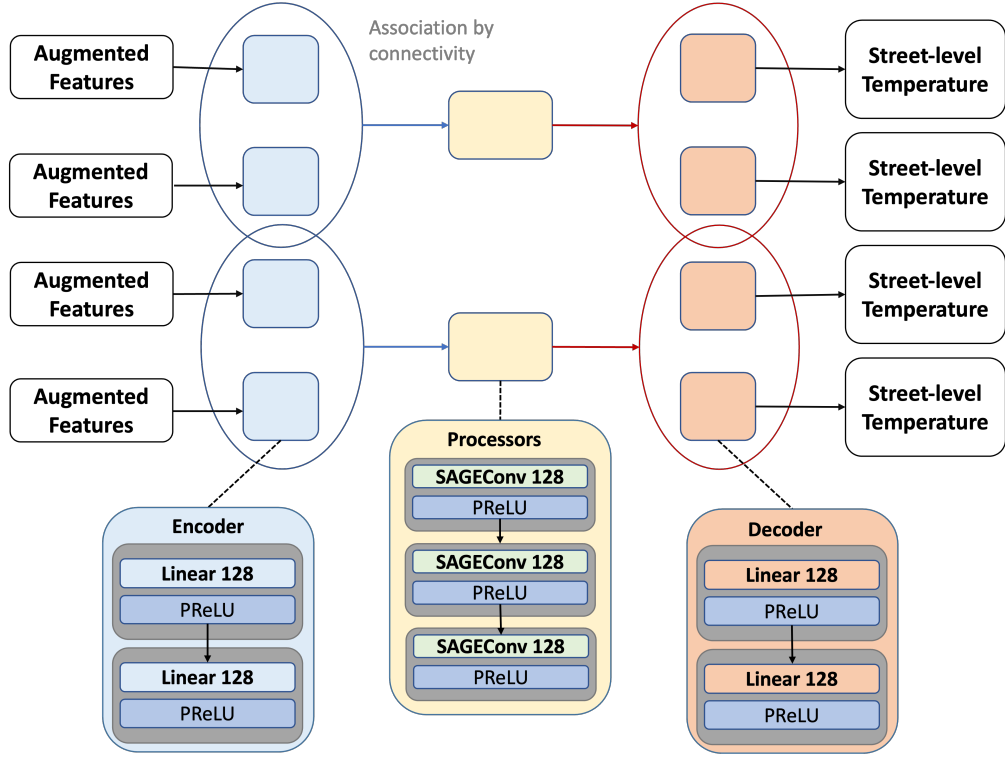 Augmented
Features
Association by
connectivity
Street-level
Temperature
Augmented
Features
Street-level
Temperature
Augmented
Features
Street-level
Temperature
Augmented
Features
Street-level
Temperature
Encoder
Linear 128
PReLU
Linear 128
PReLU
Processors
SAGEConv 128
PReLU
SAGEConv 128
PReLU
SAGEConv 128
PReLU
Decoder
Linear 128
PReLU
Linear 128
PReLU